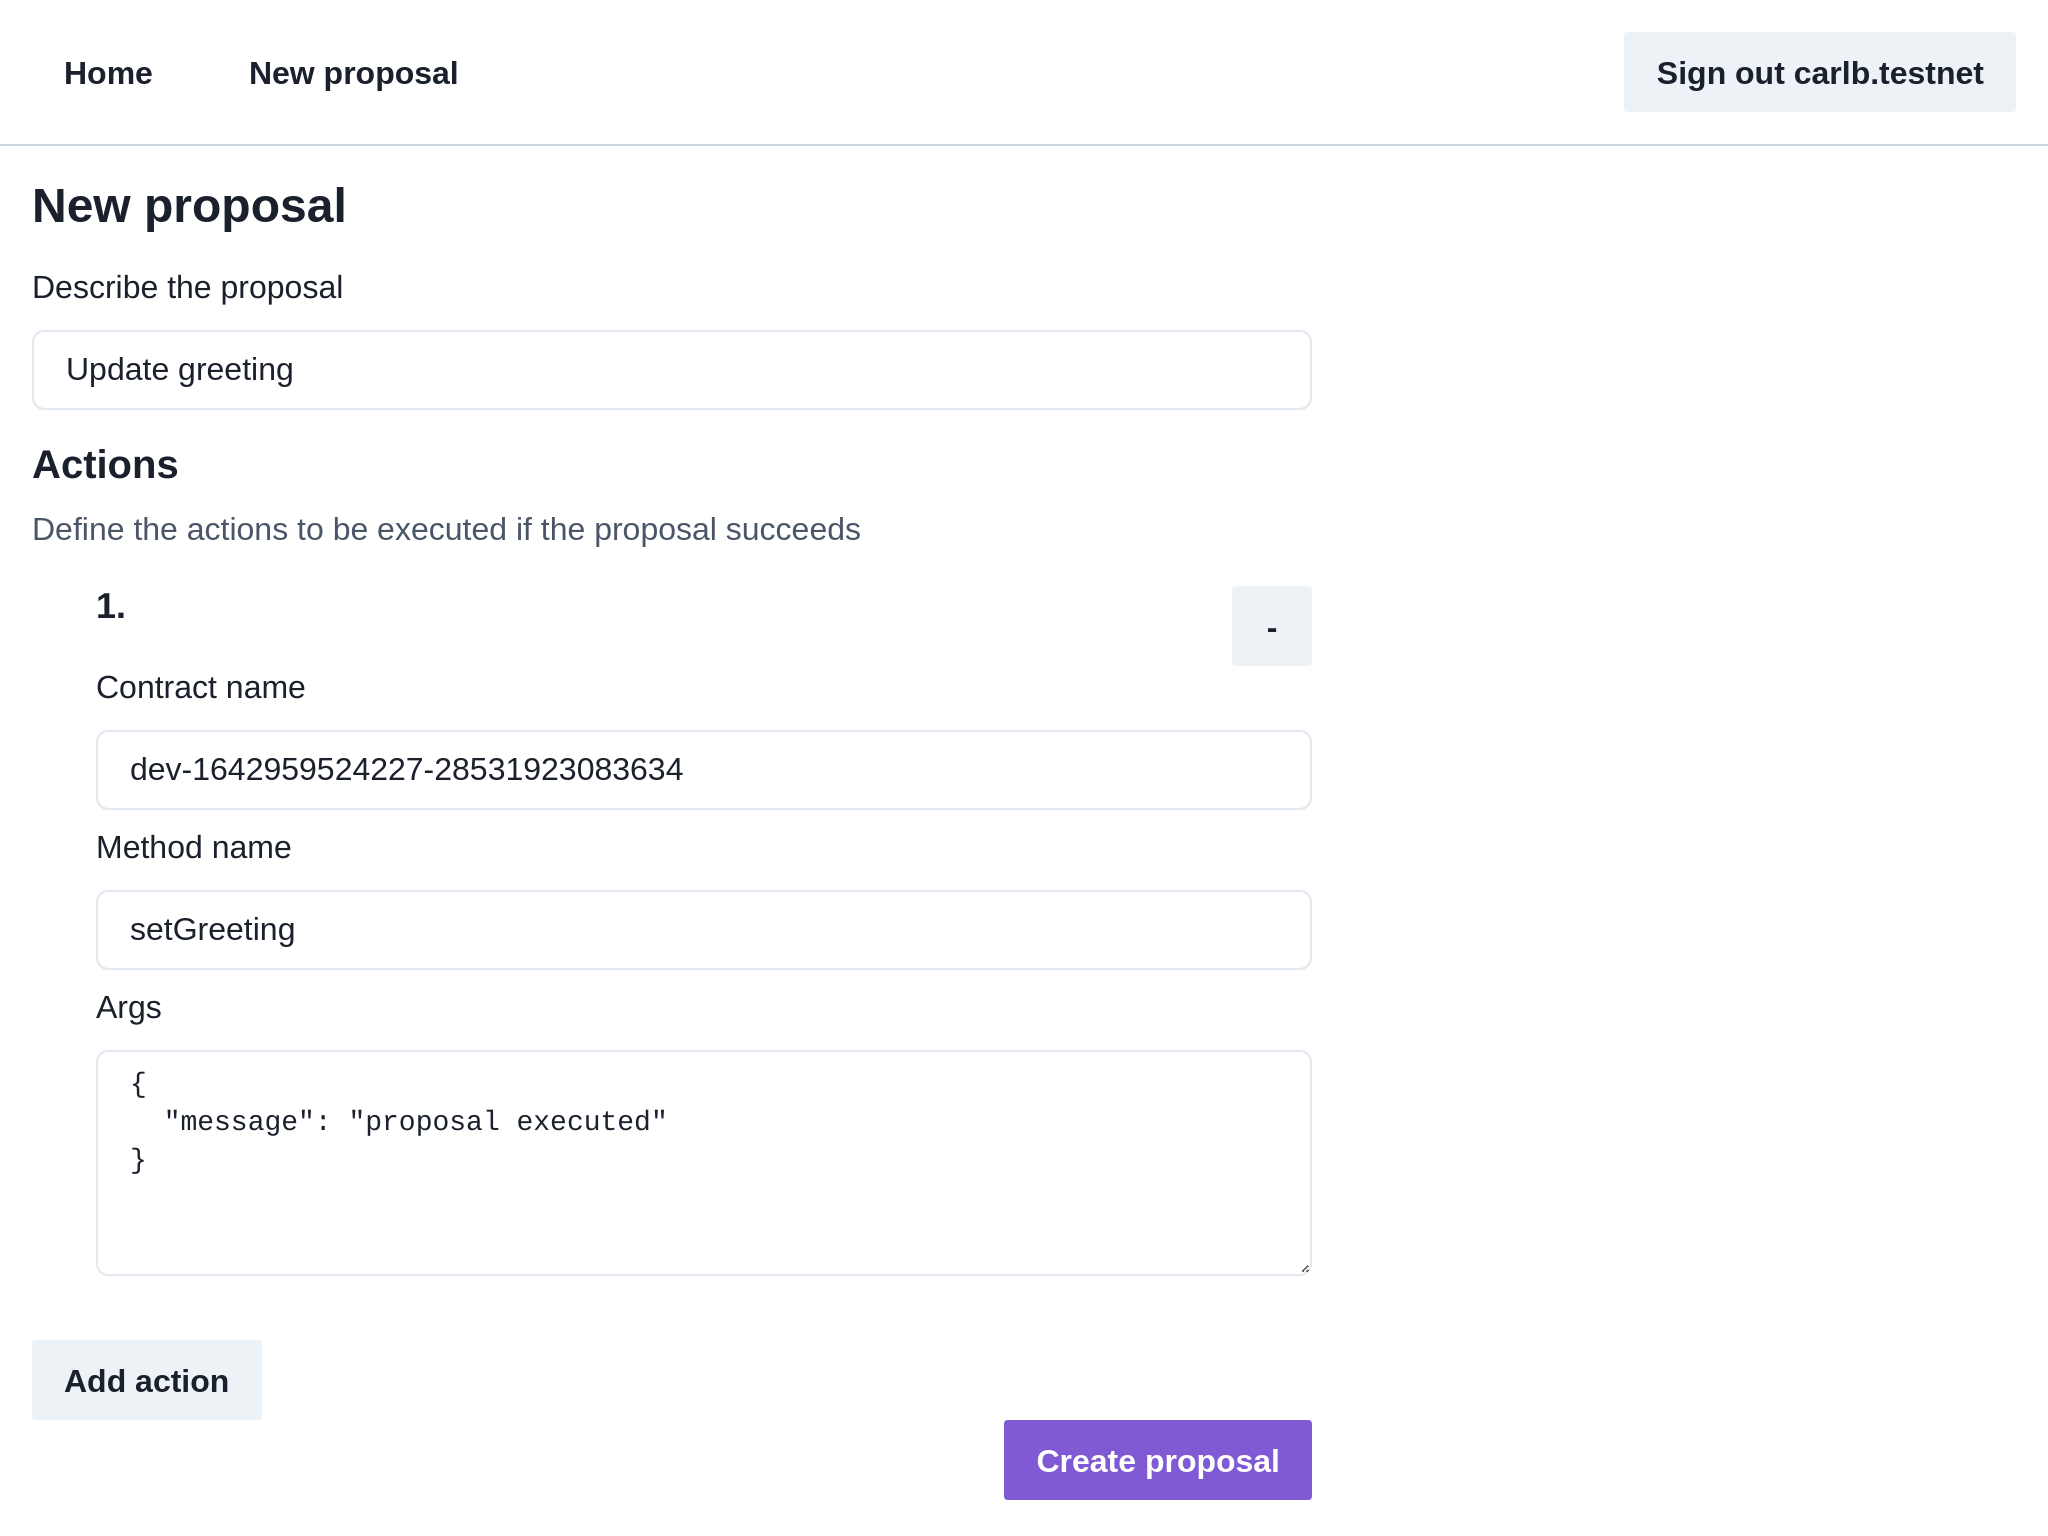 Home New proposal Sign out carlb.testnet
New proposal
Describe the proposal
Update greeting
Actions
Define the actions to be executed if the proposal succeeds
1. -
Contract name
dev-1642959524227-28531923083634
Method name
setGreeting
Args
{
  "message": "proposal executed"
}
Add action
Create proposal